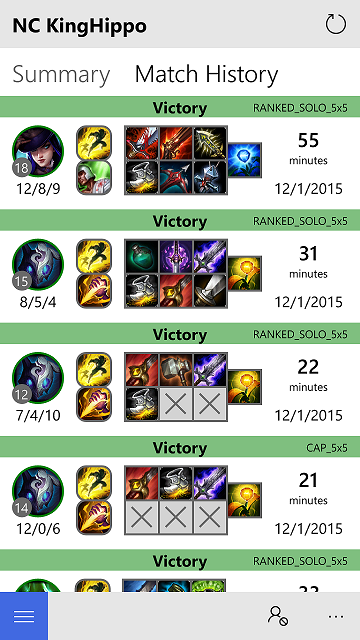 NC KingHippo
Summary Match History
Victory RANKED_SOLO_5x5
18
12/8/9
55
minutes
12/1/2015
Victory RANKED_SOLO_5x5
15
8/5/4
31
minutes
12/1/2015
Victory RANKED_SOLO_5x5
12
7/4/10
22
minutes
12/1/2015
Victory CAP_5x5
14
12/0/6
21
minutes
12/1/2015
Victory RANKED_SOLO_5x5